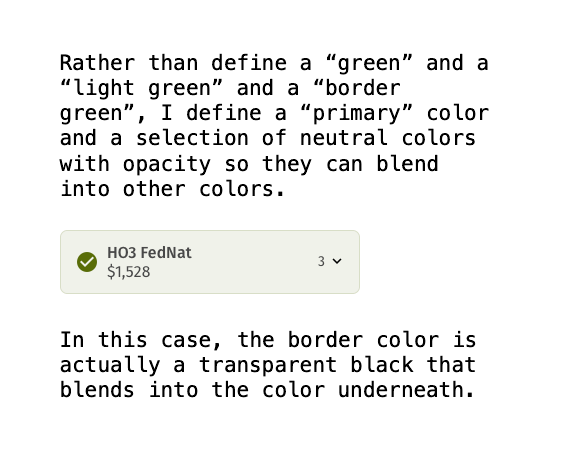 Rather than define a “green” and a
“light green” and a “border
green”, I define a “primary” color
and a selection of neutral colors
with opacity so they can blend
into other colors.
HO3 FedNat
$1,528
3
In this case, the border color is
actually a transparent black that
blends into the color underneath.